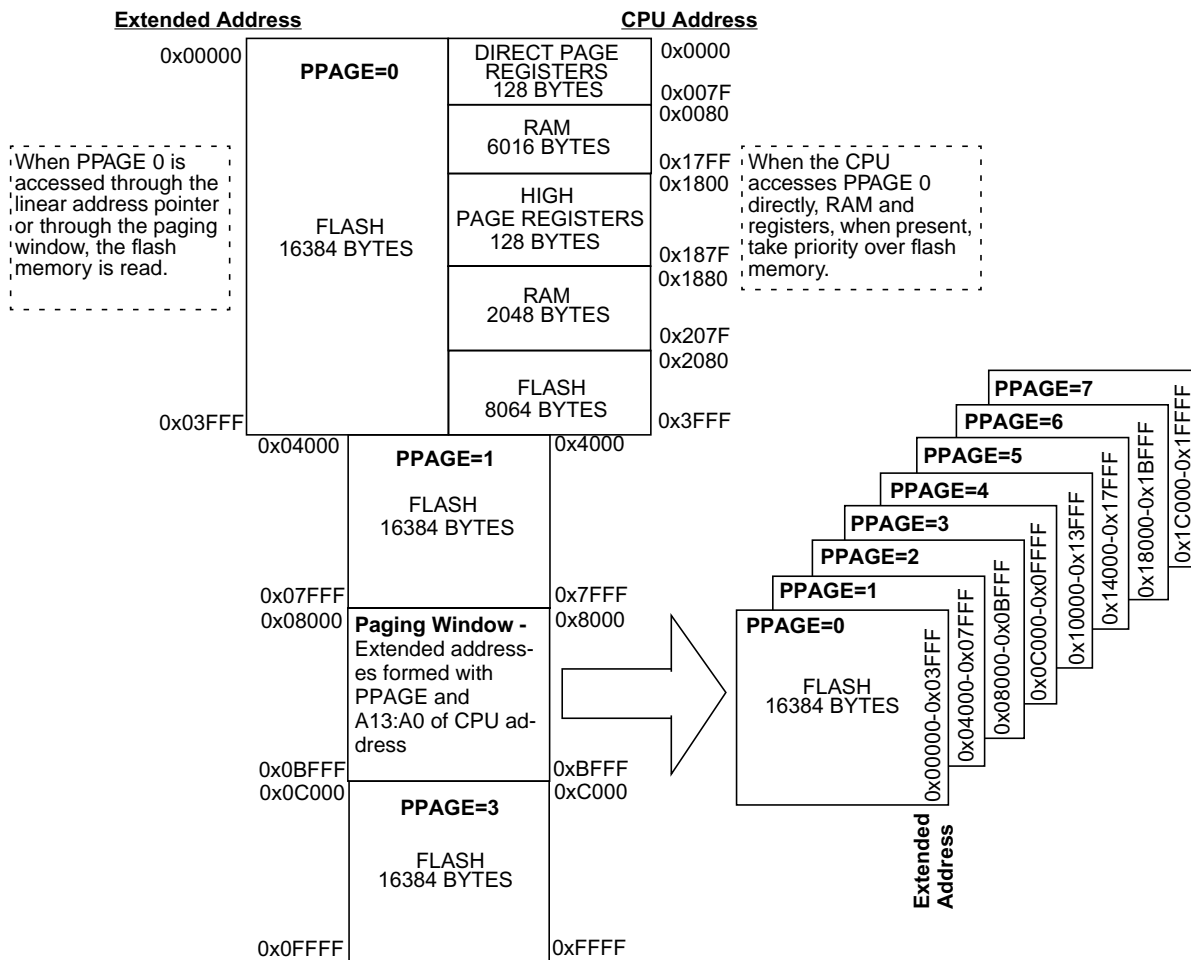 Extended Address
CPU Address
0x00000
PPAGE=0
FLASH
16384 BYTES
0x03FFF
DIRECT PAGE
REGISTERS
128 BYTES
0x0000
0x007F
RAM
6016 BYTES
0x0080
0x17FF
HIGH
PAGE REGISTERS
128 BYTES
0x1800
0x187F
RAM
2048 BYTES
0x1880
0x207F
FLASH
8064 BYTES
0x2080
0x3FFF
When PPAGE 0 is
accessed through the
linear address pointer
or through the paging
window, the flash
memory is read.
When the CPU
accesses PPAGE 0
directly, RAM and
registers, when present,
take priority over flash
memory.
0x04000
0x4000
PPAGE=1
FLASH
16384 BYTES
0x07FFF
0x7FFF
0x08000
0x8000
Paging Window -
Extended address-
es formed with
PPAGE and
A13:A0 of CPU ad-
dress
0x0BFFF
0xBFFF
0x0C000
0xC000
PPAGE=3
FLASH
16384 BYTES
0x0FFFF
0xFFFF
PPAGE=7
0x1C000-0x1FFFF
PPAGE=6
0x18000-0x1BFFF
PPAGE=5
0x14000-0x17FFF
PPAGE=4
0x10000-0x13FFF
PPAGE=3
0x0C000-0x0FFFF
PPAGE=2
0x08000-0x0BFFF
PPAGE=1
0x04000-0x07FFF
PPAGE=0
FLASH
16384 BYTES
0x00000-0x03FFF
Extended
Address